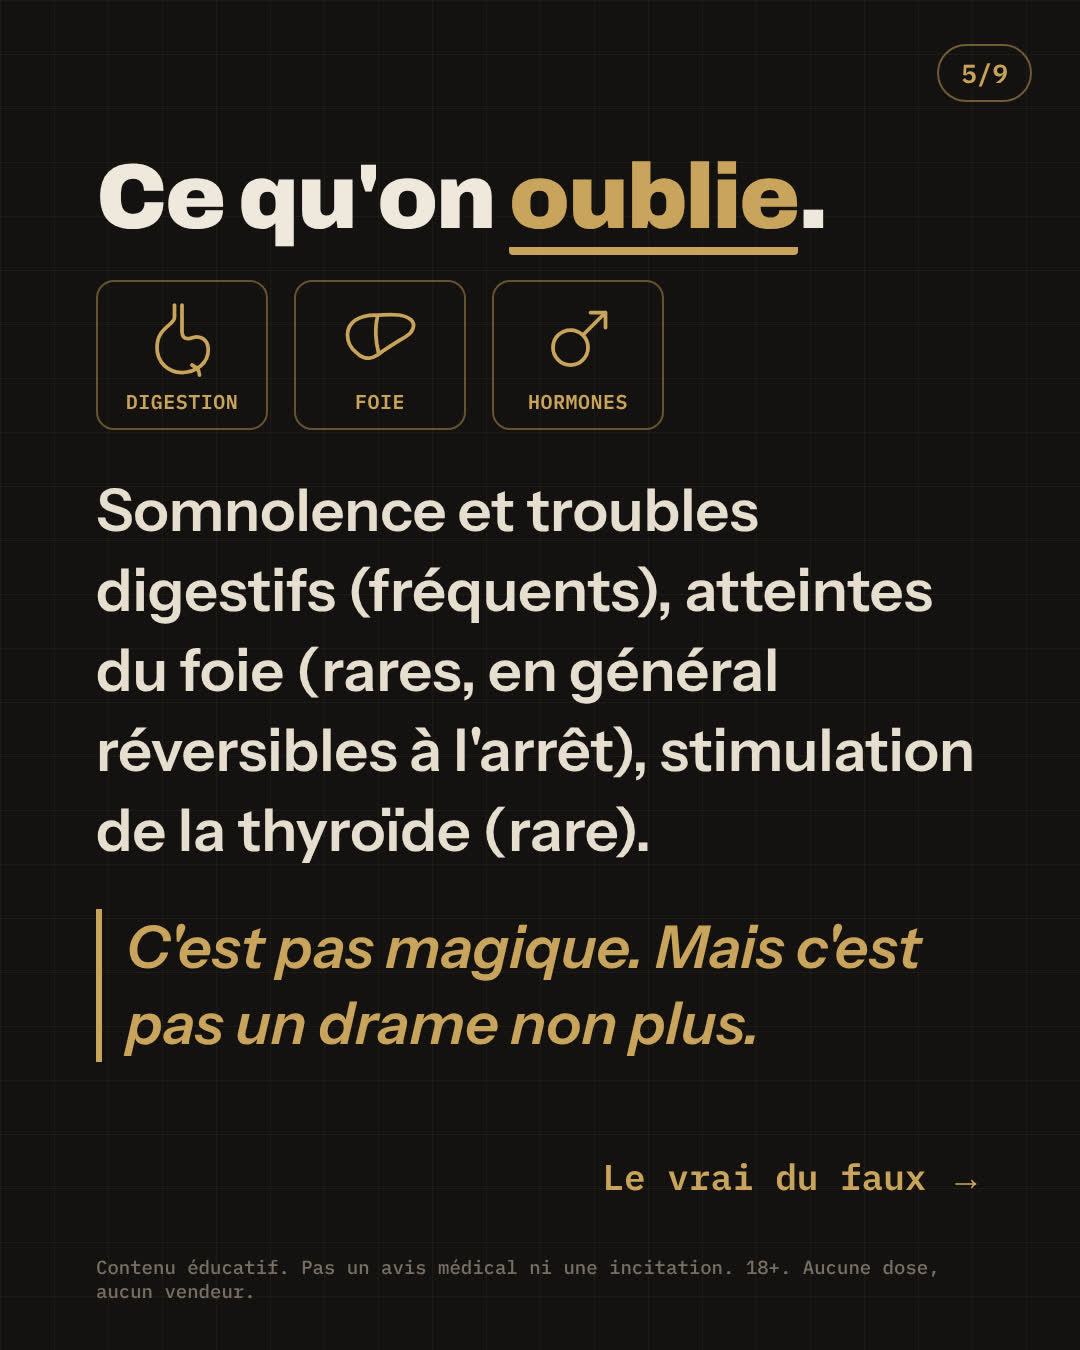 5/9
Ce qu'on oublie.
DIGESTION
FOIE
HORMONES
Somnolence et troubles
digestifs (fréquents), atteintes
du foie (rares, en général
réversibles à l'arrêt), stimulation
de la thyroïde (rare).
C'est pas magique. Mais c'est
pas un drame non plus.
Le vrai du faux →
Contenu éducatif. Pas un avis médical ni une incitation. 18+. Aucune dose,
aucun vendeur.